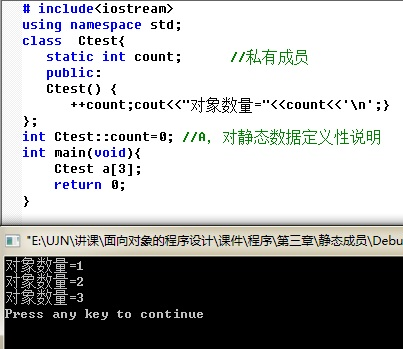 # include<iostream>
using namespace std;
class  Ctest{
   static int count;      //私有成员
   public:
   Ctest() {
      ++count;cout<<"对象数量="<<count<<'\n';}
};
int Ctest::count=0; //A, 对静态数据定义性说明
int main(void){
    Ctest a[3];
    return 0;
}
"E:\UJN\讲课\面向对象的程序设计\课件\程序\第三章\静态成员\Debu
对象数量=1
对象数量=2
对象数量=3
Press any key to continue